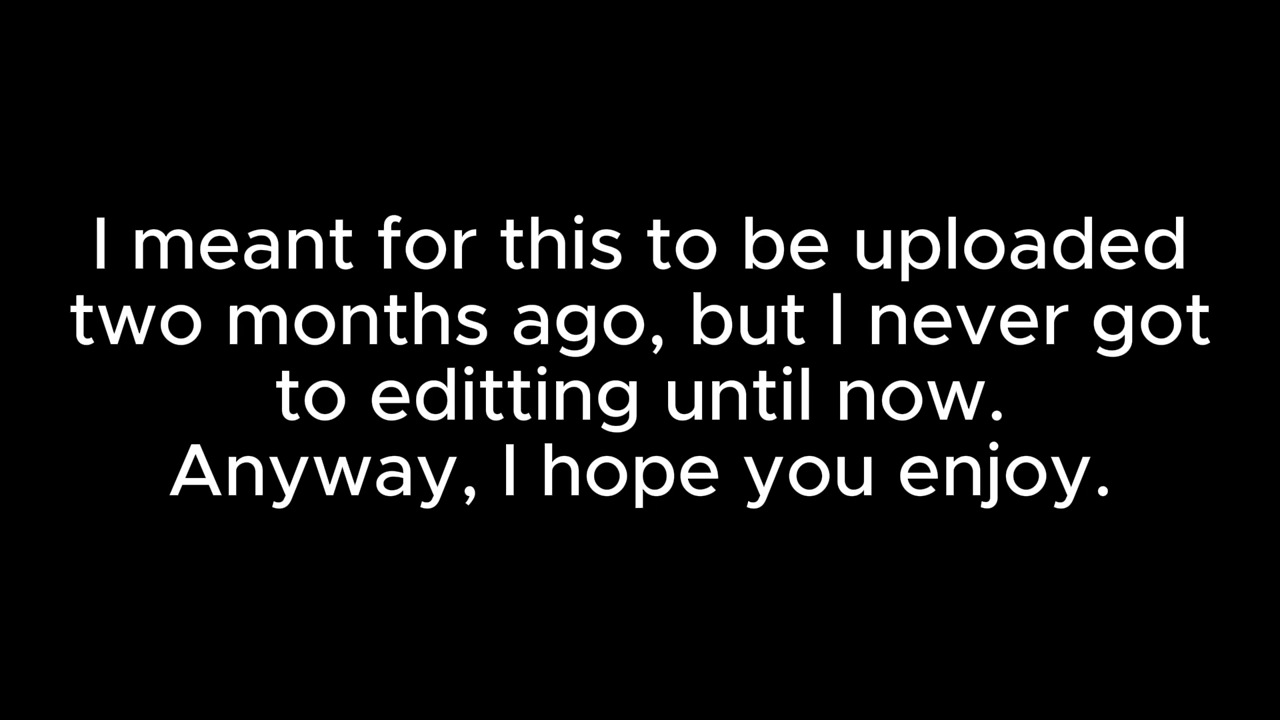 I meant for this to be uploaded
two months ago, but I never got
to editting until now.
Anyway, I hope you enjoy.